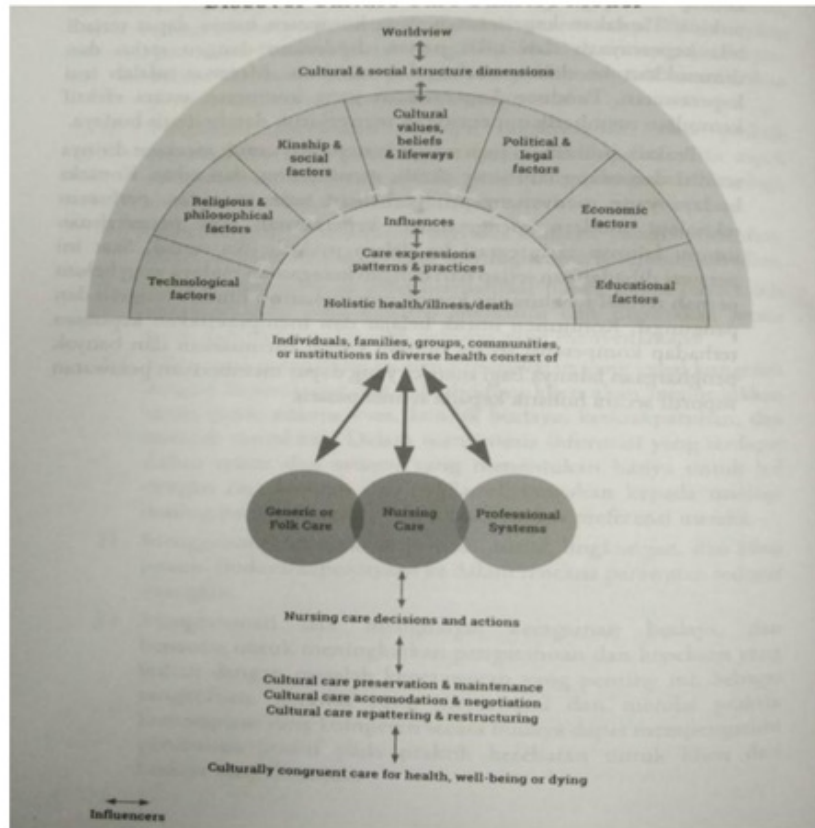 Worldview
Cultural & social structure dimensions
Cultural
values,
beliefs
& lifeways
Kinship &
social
factors
Political &
legal
factors
Religious &
philosophical
factors
Economic
factors
Technological
factors
Educational
factors
Influences
Care expressions
patterns & practices
Holistic health/illness/death
Individuals, families, groups, communities,
or institutions in diverse health context of
Generic or
Folk Care
Nursing
Care
Professional
Systems
Nursing care decisions and actions
Cultural care preservation & maintenance
Cultural care accomodation & negotiation
Cultural care repattering & restructuring
Culturally congruent care for health, well-being or dying
Influencers